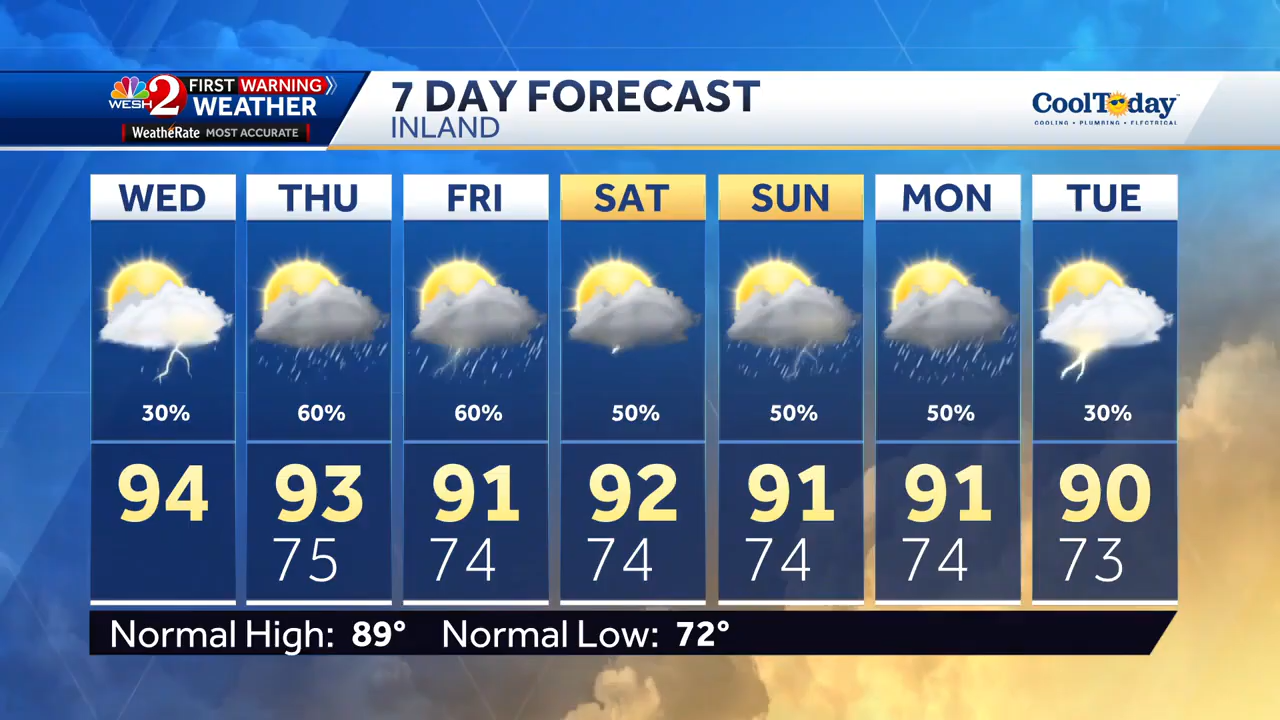 WESH 2 FIRST WARNING
WEATHER
WeatheRate MOST ACCURATE
7 DAY FORECAST
INLAND
CoolToday
COOLING • PLUMBING • ELECTRICAL
WED THU FRI SAT SUN MON TUE
30% 60% 60% 50% 50% 50% 30%
94 93 91 92 91 91 90
75 74 74 74 74 73
Normal High: 89° Normal Low: 72°